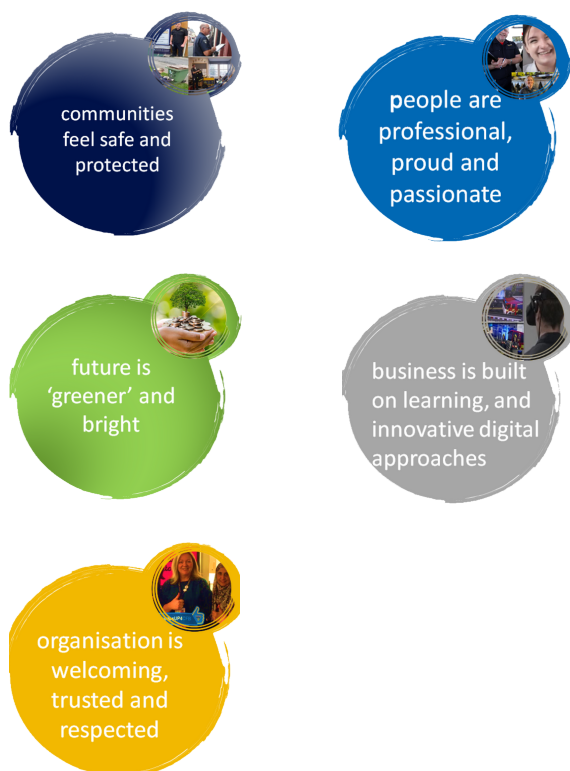 communities
feel safe and
protected
people are
professional,
proud and
passionate
future is
‘greener’ and
bright
business is built
on learning, and
innovative digital
approaches
organisation is
welcoming,
trusted and
respected